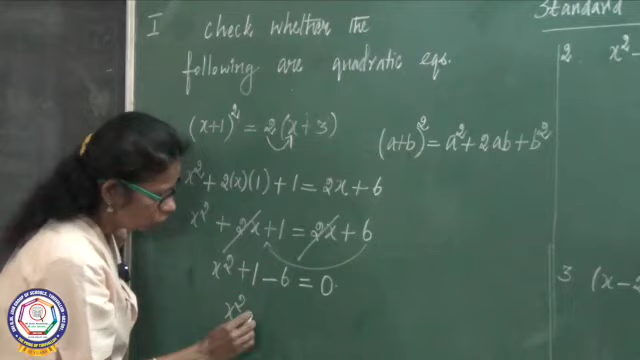 I check whether the
following are quadratic eqs.
(x+1)² = 2(x+3)
(a+b)² = a² + 2ab + b²
x² + 2(x)(1) + 1 = 2x + 6
x² + 2x + 1 = 2x + 6
x² + 1 - 6 = 0.
x²
Standard
2. x² -
3 (x-2